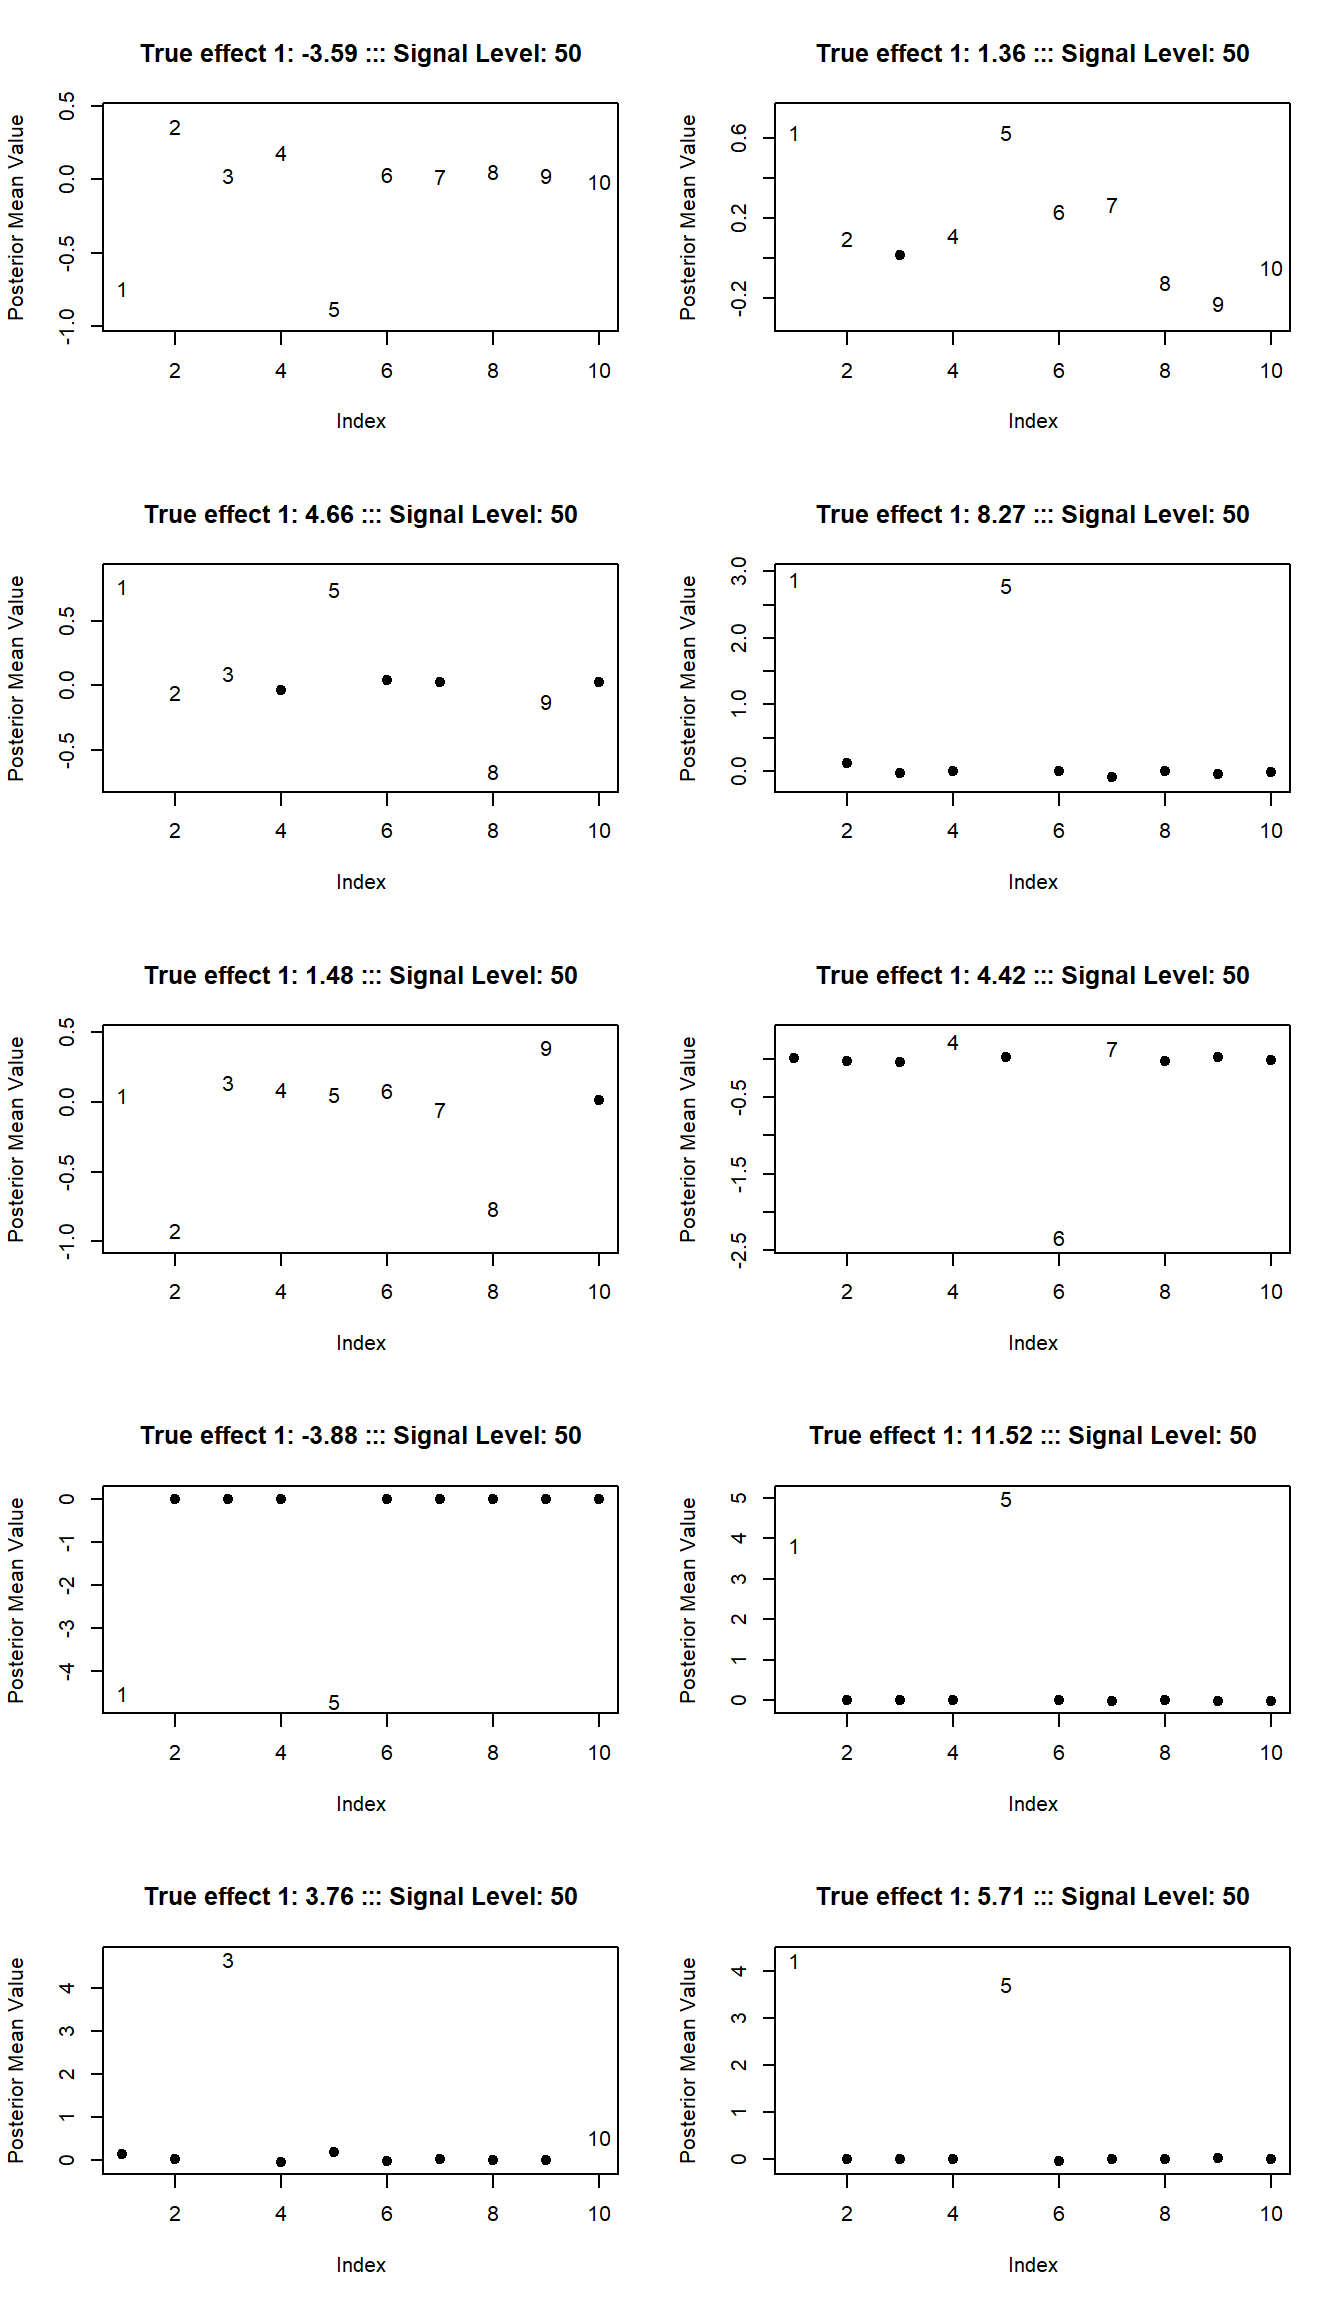 True effect 1: -3.59 ::: Signal Level: 50
Posterior Mean Value
0.5
0.0
-0.5
-1.0
1
2
3
4
5
6
7
8
9
10
2 4 6 8 10
Index
True effect 1: 1.36 ::: Signal Level: 50
Posterior Mean Value
0.6
0.2
-0.2
1
2
4
5
6
7
8
9
10
2 4 6 8 10
Index
True effect 1: 4.66 ::: Signal Level: 50
Posterior Mean Value
0.5
0.0
-0.5
1
2
3
5
8
9
2 4 6 8 10
Index
True effect 1: 8.27 ::: Signal Level: 50
Posterior Mean Value
3.0
2.0
1.0
0.0
1
5
2 4 6 8 10
Index
True effect 1: 1.48 ::: Signal Level: 50
Posterior Mean Value
0.5
0.0
-0.5
-1.0
1
2
3
4
5
6
7
8
9
2 4 6 8 10
Index
True effect 1: 4.42 ::: Signal Level: 50
Posterior Mean Value
-0.5
-1.5
-2.5
4
6
7
2 4 6 8 10
Index
True effect 1: -3.88 ::: Signal Level: 50
Posterior Mean Value
0
-1
-2
-3
-4
1
5
2 4 6 8 10
Index
True effect 1: 11.52 ::: Signal Level: 50
Posterior Mean Value
5
4
3
2
1
0
1
5
2 4 6 8 10
Index
True effect 1: 3.76 ::: Signal Level: 50
Posterior Mean Value
4
3
2
1
0
3
10
2 4 6 8 10
Index
True effect 1: 5.71 ::: Signal Level: 50
Posterior Mean Value
4
3
2
1
0
1
5
2 4 6 8 10
Index